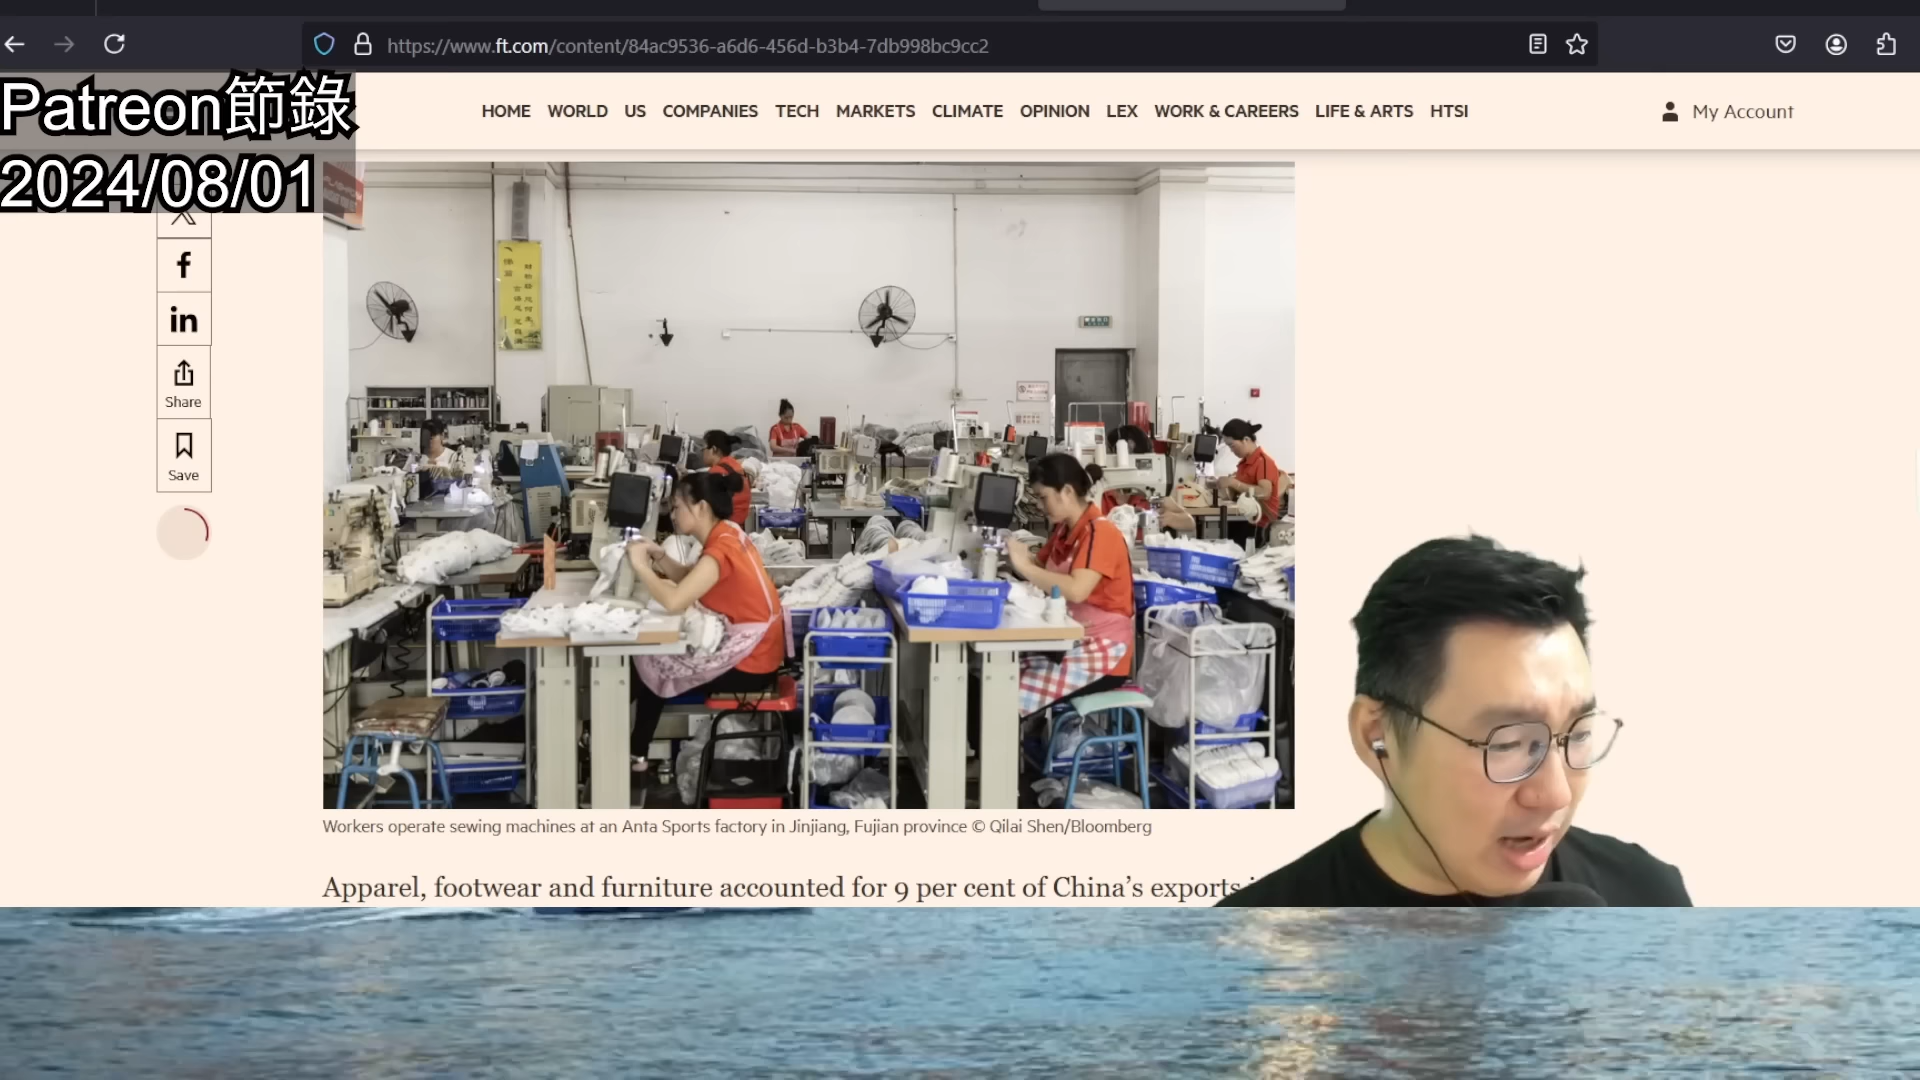 https://www.ft.com/content/84ac9536-a6d6-456d-b3b4-7db998bc9cc2
Patreon節錄
2024/08/01
HOME WORLD US COMPANIES TECH MARKETS CLIMATE OPINION LEX WORK & CAREERS LIFE & ARTS HTSI
My Account
Share
Save
Workers operate sewing machines at an Anta Sports factory in Jinjiang, Fujian province © Qilai Shen/Bloomberg
Apparel, footwear and furniture accounted for 9 per cent of China’s exports